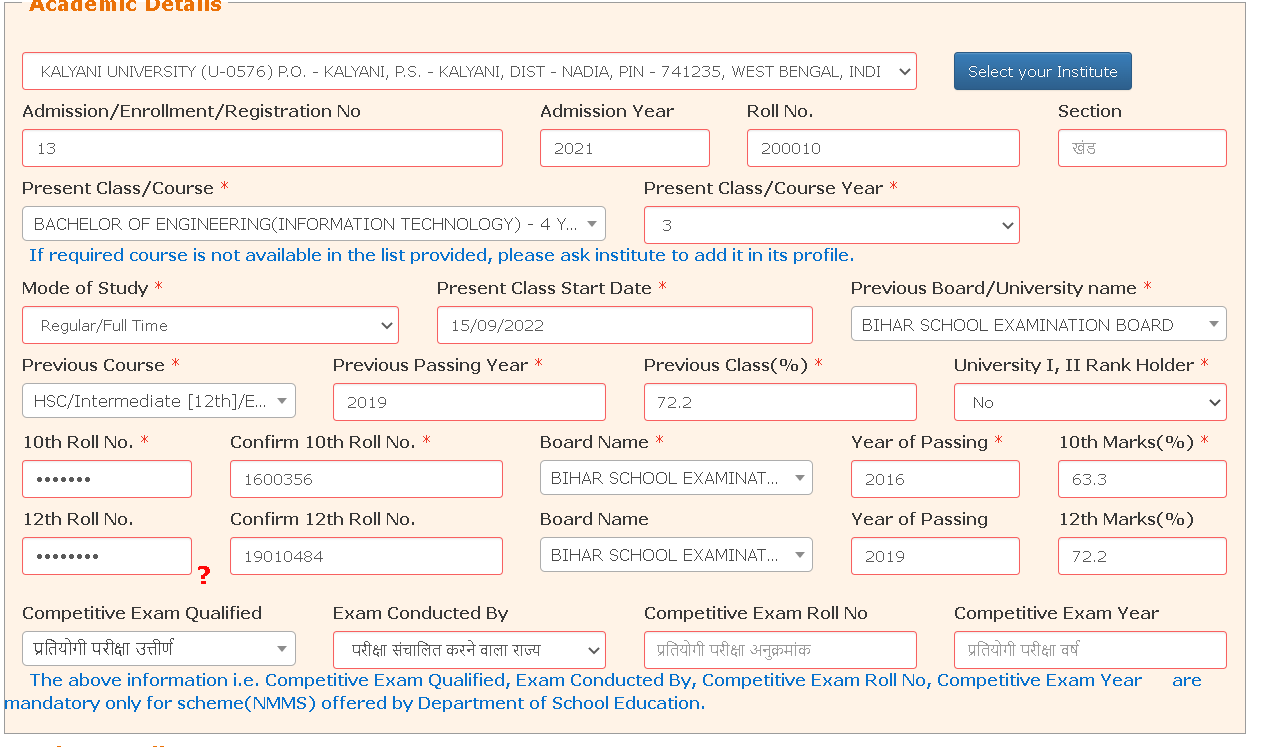 Academic Details
KALYANI UNIVERSITY (U-0576) P.O. - KALYANI, P.S. - KALYANI, DIST - NADIA, PIN - 741235, WEST BENGAL, INDI Select your Institute
Admission/Enrollment/Registration No Admission Year Roll No. Section
13 2021 200010 खंड
Present Class/Course * Present Class/Course Year *
BACHELOR OF ENGINEERING(INFORMATION TECHNOLOGY) - 4 Y... 3
If required course is not available in the list provided, please ask institute to add it in its profile.
Mode of Study * Present Class Start Date * Previous Board/University name *
Regular/Full Time 15/09/2022 BIHAR SCHOOL EXAMINATION BOARD
Previous Course * Previous Passing Year * Previous Class(%) * University I, II Rank Holder *
HSC/Intermediate [12th]/E... 2019 72.2 No
10th Roll No. * Confirm 10th Roll No. * Board Name * Year of Passing * 10th Marks(%) *
••••••• 1600356 BIHAR SCHOOL EXAMINAT... 2016 63.3
12th Roll No. Confirm 12th Roll No. Board Name Year of Passing 12th Marks(%)
•••••••• ? 19010484 BIHAR SCHOOL EXAMINAT... 2019 72.2
Competitive Exam Qualified Exam Conducted By Competitive Exam Roll No Competitive Exam Year
प्रतियोगी परीक्षा उत्तीर्ण परीक्षा संचालित करने वाला राज्य प्रतियोगी परीक्षा अनुक्रमांक प्रतियोगी परीक्षा वर्ष
The above information i.e. Competitive Exam Qualified, Exam Conducted By, Competitive Exam Roll No, Competitive Exam Year are
mandatory only for scheme(NMMS) offered by Department of School Education.